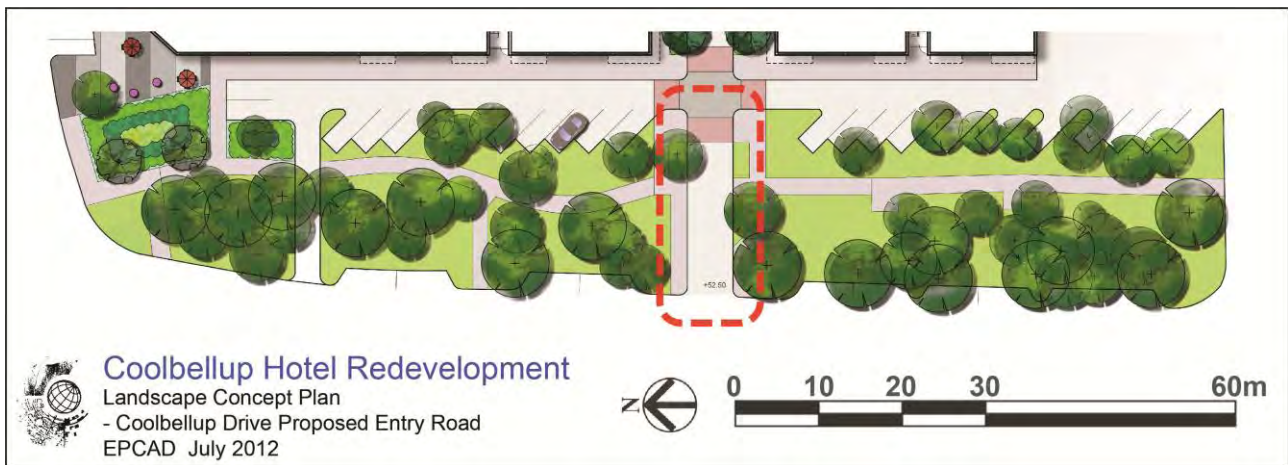 +52.50
Coolbellup Hotel Redevelopment
Landscape Concept Plan
- Coolbellup Drive Proposed Entry Road
EPCAD July 2012
N
0 10 20 30 60m